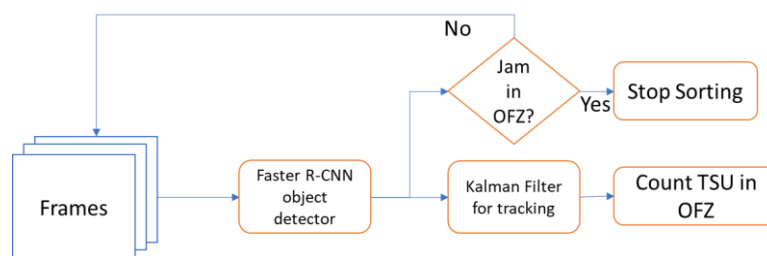 No
Jam
in
OFZ?
Yes
Stop Sorting
Frames
Faster R-CNN
object
detector
Kalman Filter
for tracking
Count TSU in
OFZ